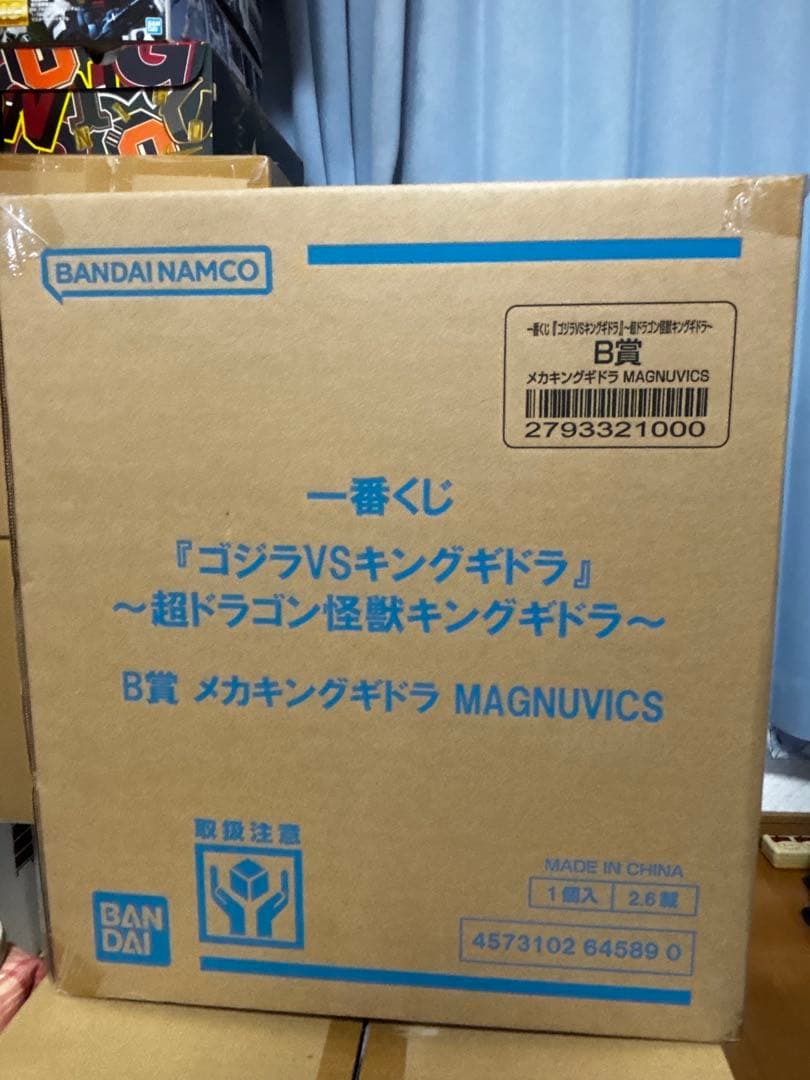 BAN
DAI
BANDAI NAMCO
一番くじ『ゴジラVSキングギドラ』～超ドラゴン怪獣キングギドラ～
B賞
メカキングギドラ MAGNUVICS
2793321000
一番くじ
『ゴジラVSキングギドラ』
～超ドラゴン怪獣キングギドラ～
B賞 メカキングギドラ MAGNUVICS
取扱注意
BAN
DAI
MADE IN CHINA
1個入 2.6製
4573102 64589 0